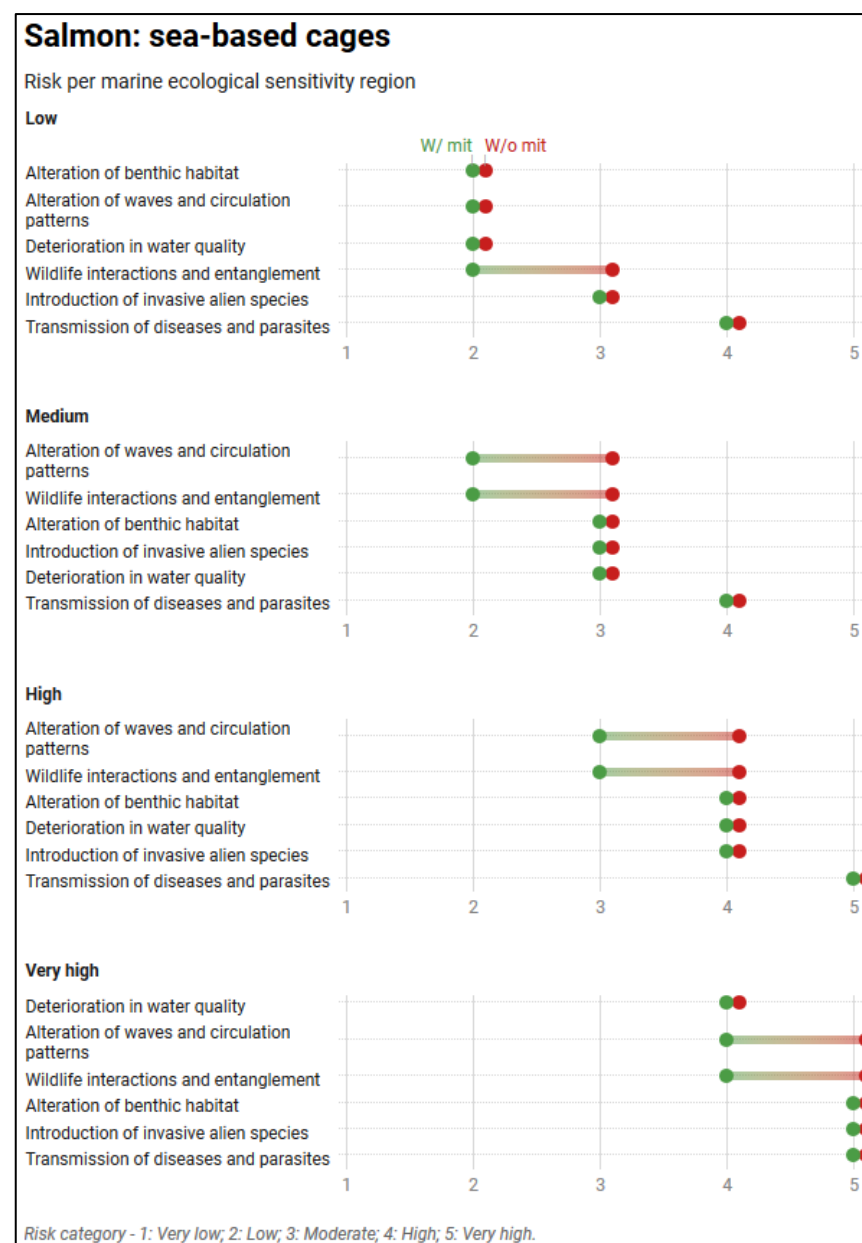 Salmon: sea-based cages
Risk per marine ecological sensitivity region
Low
W/ mit W/o mit
Alteration of benthic habitat
Alteration of waves and circulation
patterns
Deterioration in water quality
Wildlife interactions and entanglement
Introduction of invasive alien species
Transmission of diseases and parasites
1 2 3 4 5
Medium
Alteration of waves and circulation
patterns
Wildlife interactions and entanglement
Alteration of benthic habitat
Introduction of invasive alien species
Deterioration in water quality
Transmission of diseases and parasites
1 2 3 4 5
High
Alteration of waves and circulation
patterns
Wildlife interactions and entanglement
Alteration of benthic habitat
Deterioration in water quality
Introduction of invasive alien species
Transmission of diseases and parasites
1 2 3 4 5
Very high
Deterioration in water quality
Alteration of waves and circulation
patterns
Wildlife interactions and entanglement
Alteration of benthic habitat
Introduction of invasive alien species
Transmission of diseases and parasites
1 2 3 4 5
Risk category - 1: Very low; 2: Low; 3: Moderate; 4: High; 5: Very high.